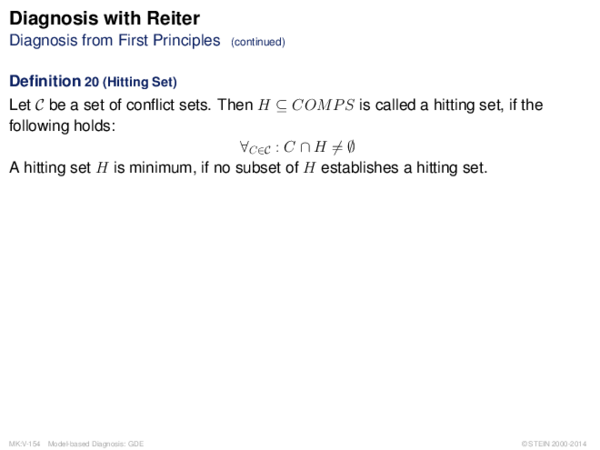 Diagnosis with Reiter
Diagnosis from First Principles (continued)
Definition 20 (Hitting Set)
Let 𝒞 be a set of conflict sets. Then H ⊆ COMPS is called a hitting set, if the
following holds:
∀_{C∈𝒞} : C ∩ H ≠ ∅
A hitting set H is minimum, if no subset of H establishes a hitting set.
MK:V-154 Model-based Diagnosis: GDE
©STEIN 2000-2014